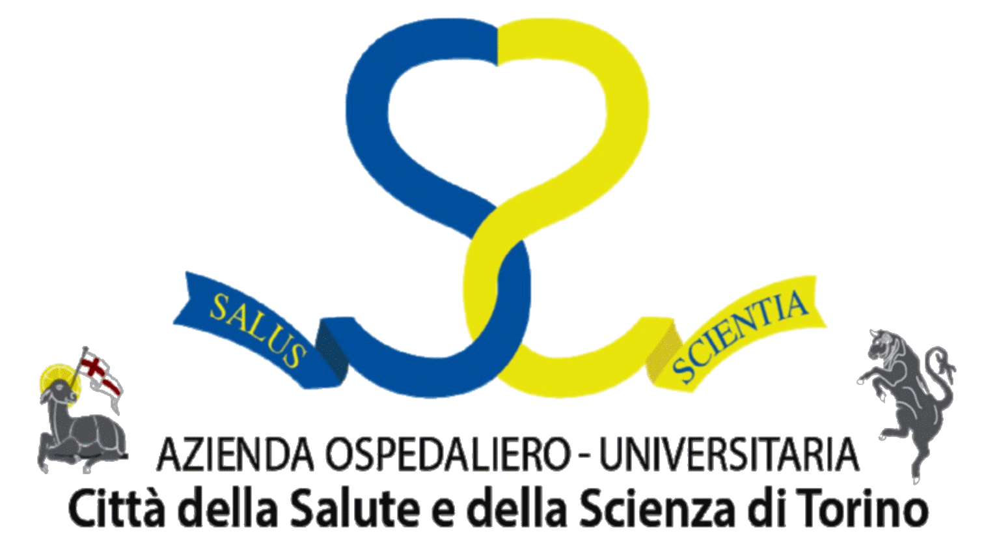 SALUS
SCIENTIA
AZIENDA OSPEDALIERO - UNIVERSITARIA
Città della Salute e della Scienza di Torino